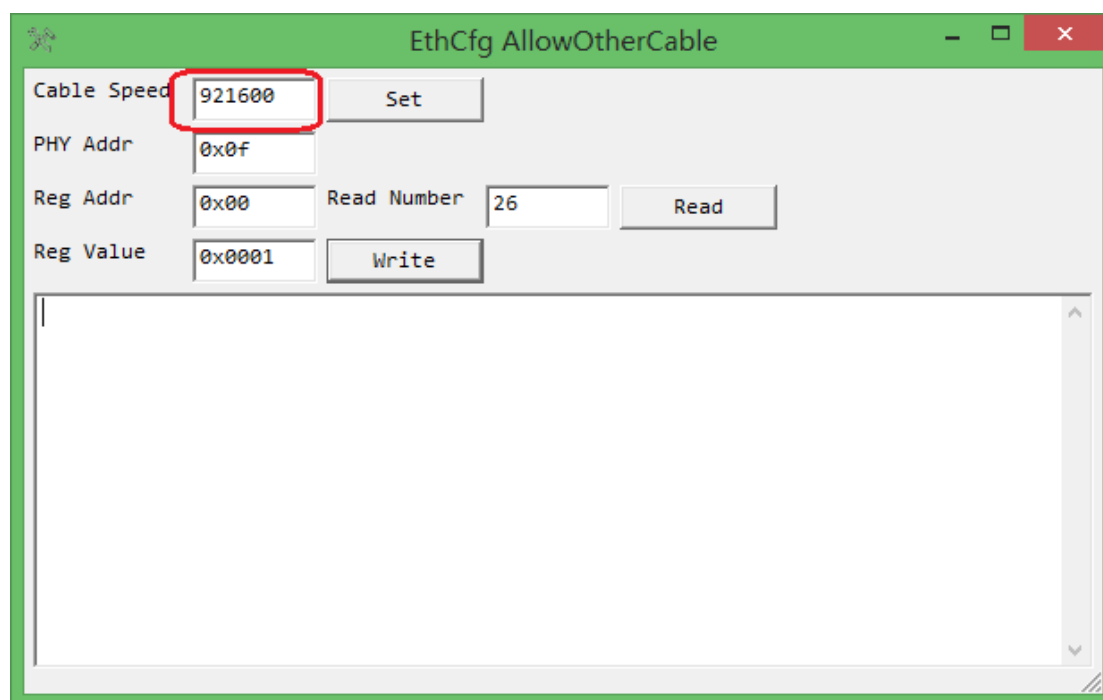 EthCfg AllowOtherCable
Cable Speed 921600 Set
PHY Addr 0x0f
Reg Addr 0x00 Read Number 26 Read
Reg Value 0x0001 Write